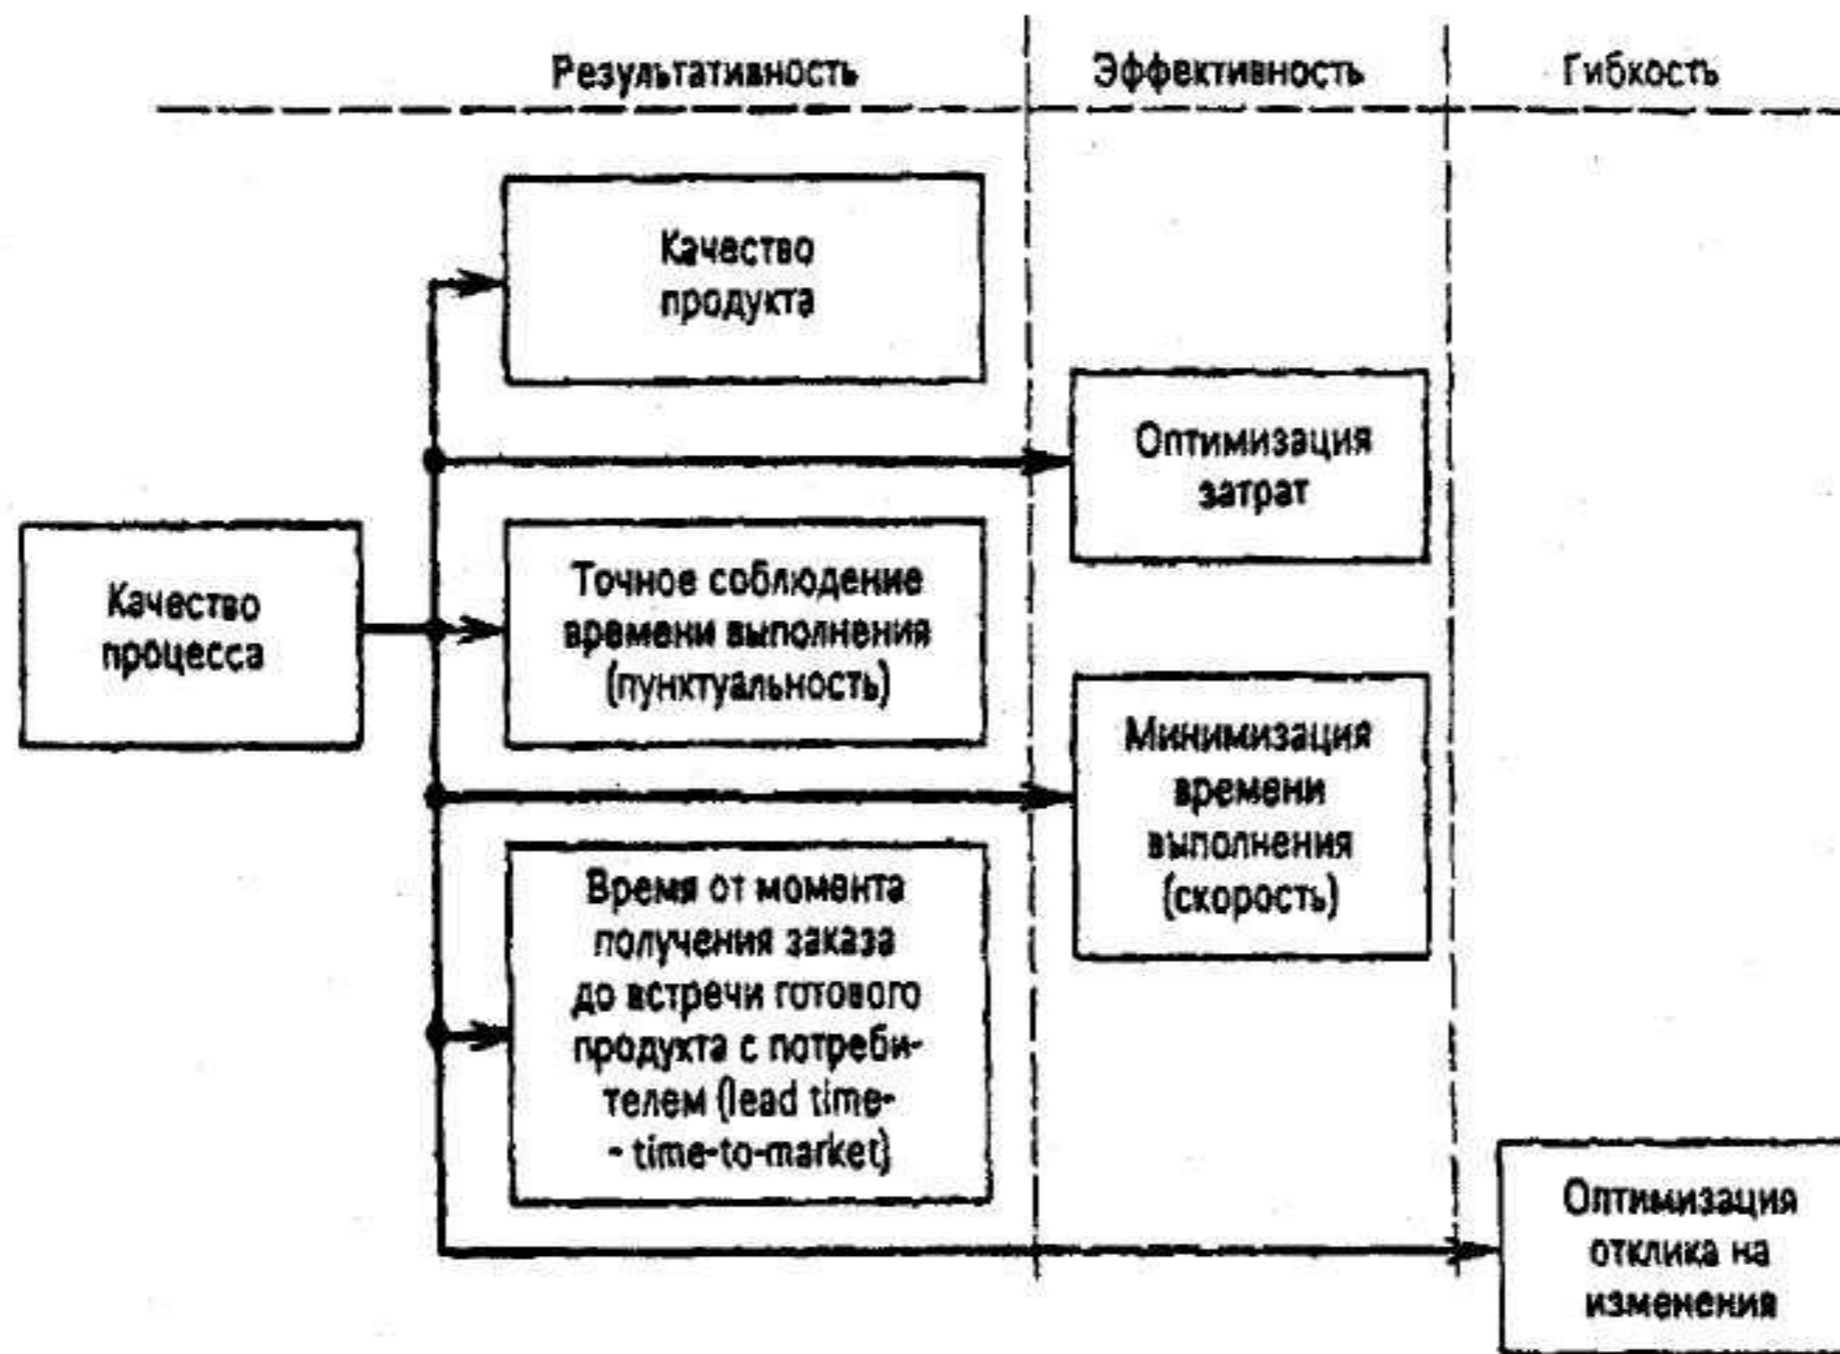 Результативность
Эффективность
Гибкость
Качество
продукта
Оптимизация
затрат
Качество
процесса
Точное соблюдение
времени выполнения
(пунктуальность)
Минимизация
времени
выполнения
(скорость)
Время от момента
получения заказа
до встречи готового
продукта с потреби-
телем (lead time-
- time-to-market)
Оптимизация
отклика на
изменения